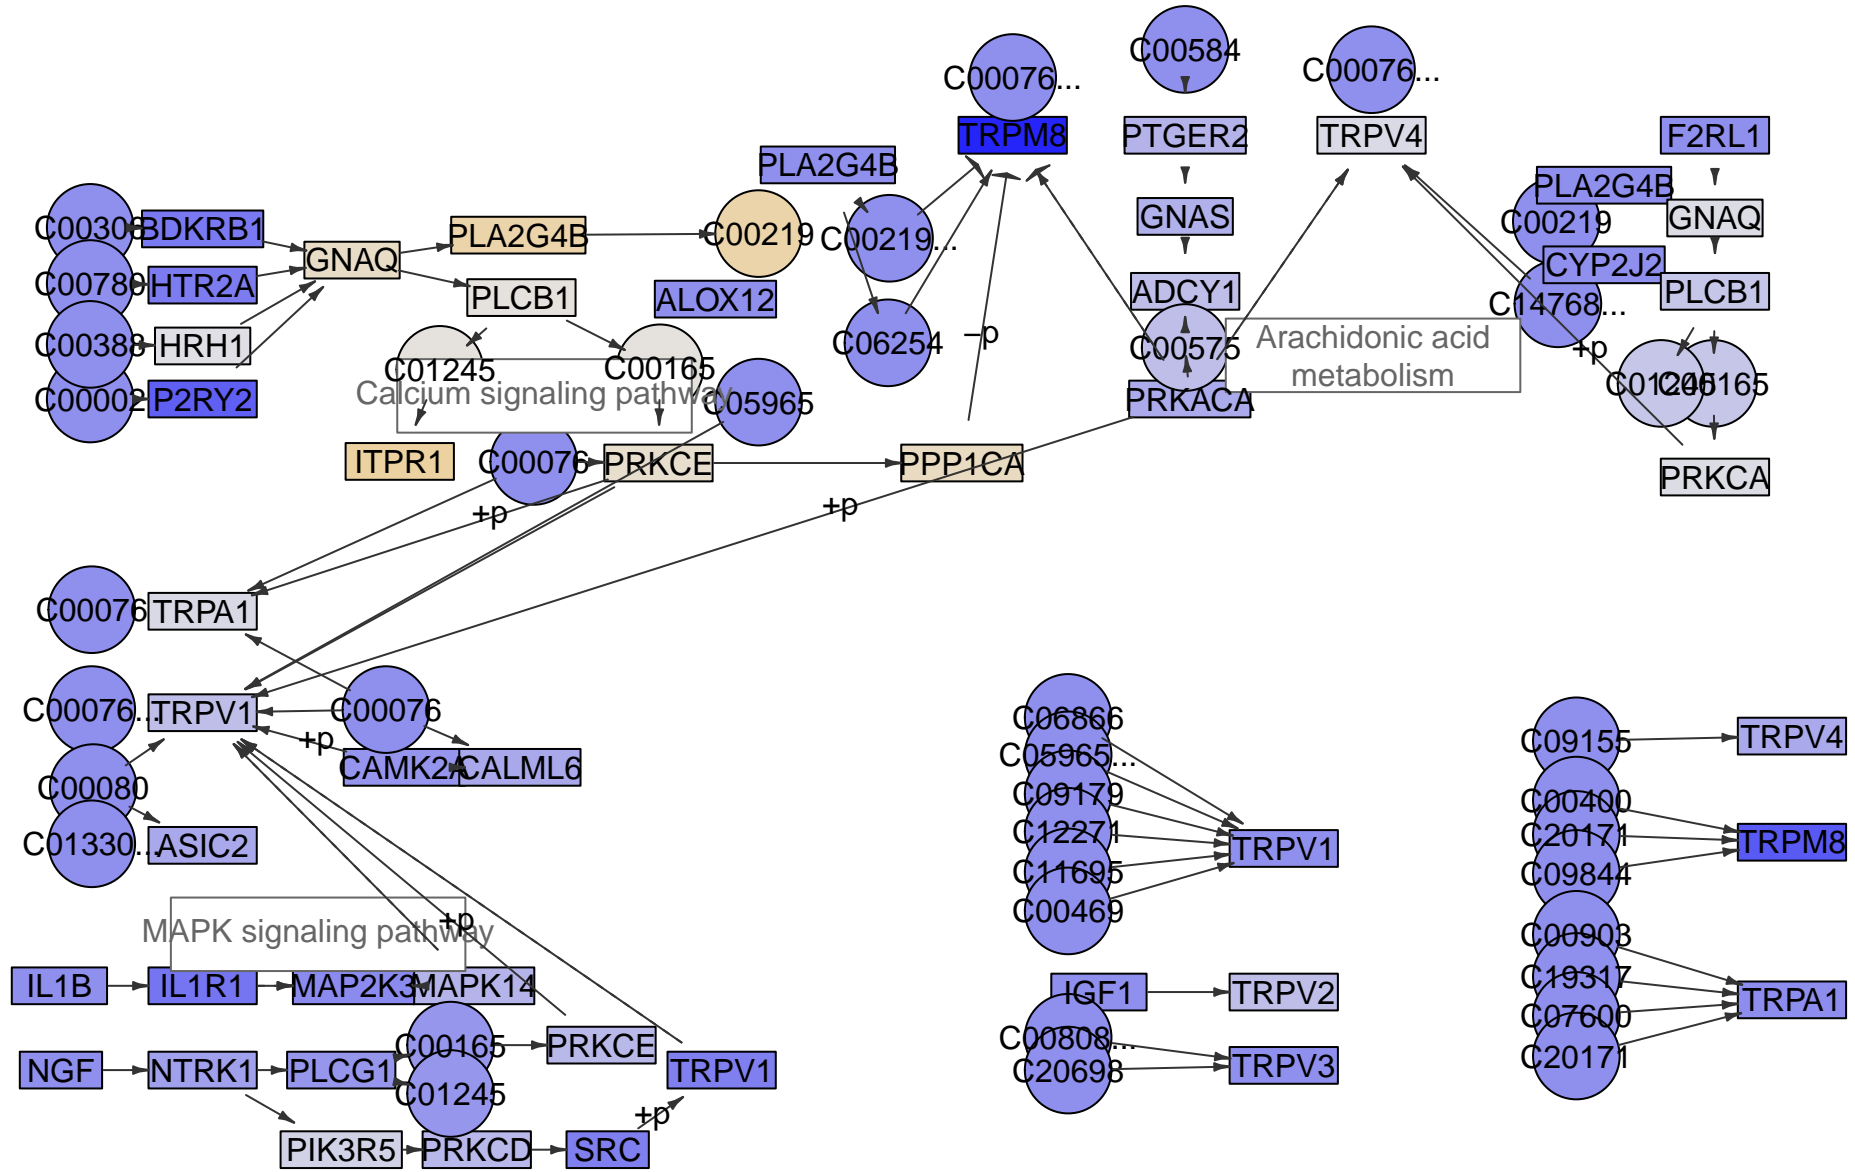 C00584
C00076...
C00076...
TRPM8
PTGER2
TRPV4
F2RL1
PLA2G4B
PLA2G4B
C00219
GNAS
GNAQ
BDKRB1
PLA2G4B
C00219
C00219...
GNAQ
CYP2J2
C00780
HTR2A
PLCB1
ALOX12
ADCY1
C14768...
PLCB1
C00388
HRH1
C06254
–p
C00575
Arachidonic acid
metabolism
+p
C01245
C00165
Calcium signaling pathway
C05965
C00002
P2RY2
PRKACA
C01245
C00165
ITPR1
C00076
PRKCE
PPP1CA
PRKCA
+p
+p
C00076
TRPA1
C00076...
TRPV1
C00076
+p
CAMK2A
CALML6
C00080
C01330...
ASIC2
C06866
C05965...
C09179
C12271
C11695
C00469
TRPV1
C09155
TRPV4
C00400
C20171
C09844
TRPM8
MAPK signaling pathway
+p
C00903
C19317
C07600
C20171
TRPA1
IL1B
IL1R1
MAP2K3
MAPK14
IGF1
TRPV2
C00808...
C20698
TRPV3
NGF
NTRK1
PLCG1
C00165
C01245
PRKCE
TRPV1
+p
PIK3R5
PRKCD
SRC